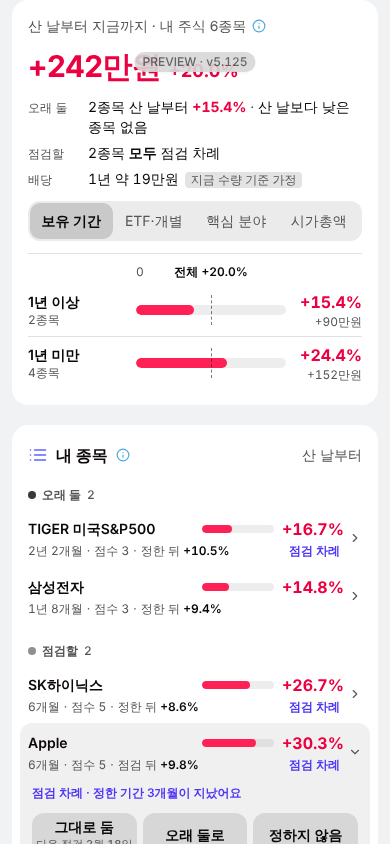 산 날부터 지금까지 · 내 주식 6종목
+242만원 +20.0%
PREVIEW · v5.125
오래 둘 2종목 산 날부터 +15.4% · 산 날보다 낮은
종목 없음
점검할 2종목 모두 점검 차례
배당 1년 약 19만원 지금 수량 기준 가정
보유 기간 ETF·개별 핵심 분야 시가총액
0 전체 +20.0%
1년 이상 +15.4%
2종목 +90만원
1년 미만 +24.4%
4종목 +152만원
내 종목 산 날부터
오래 둘 2
TIGER 미국S&P500 +16.7%
2년 2개월 · 점수 3 · 정한 뒤 +10.5% 점검 차례
삼성전자 +14.8%
1년 8개월 · 점수 3 · 정한 뒤 +9.4%
점검할 2
SK하이닉스 +26.7%
6개월 · 점수 5 · 정한 뒤 +8.6% 점검 차례
Apple +30.3%
6개월 · 점수 5 · 점검 뒤 +9.8% 점검 차례
점검 차례 · 정한 기간 3개월이 지났어요
그대로 둠 오래 둘로 정하지 않음
다음 점검 2월 18일